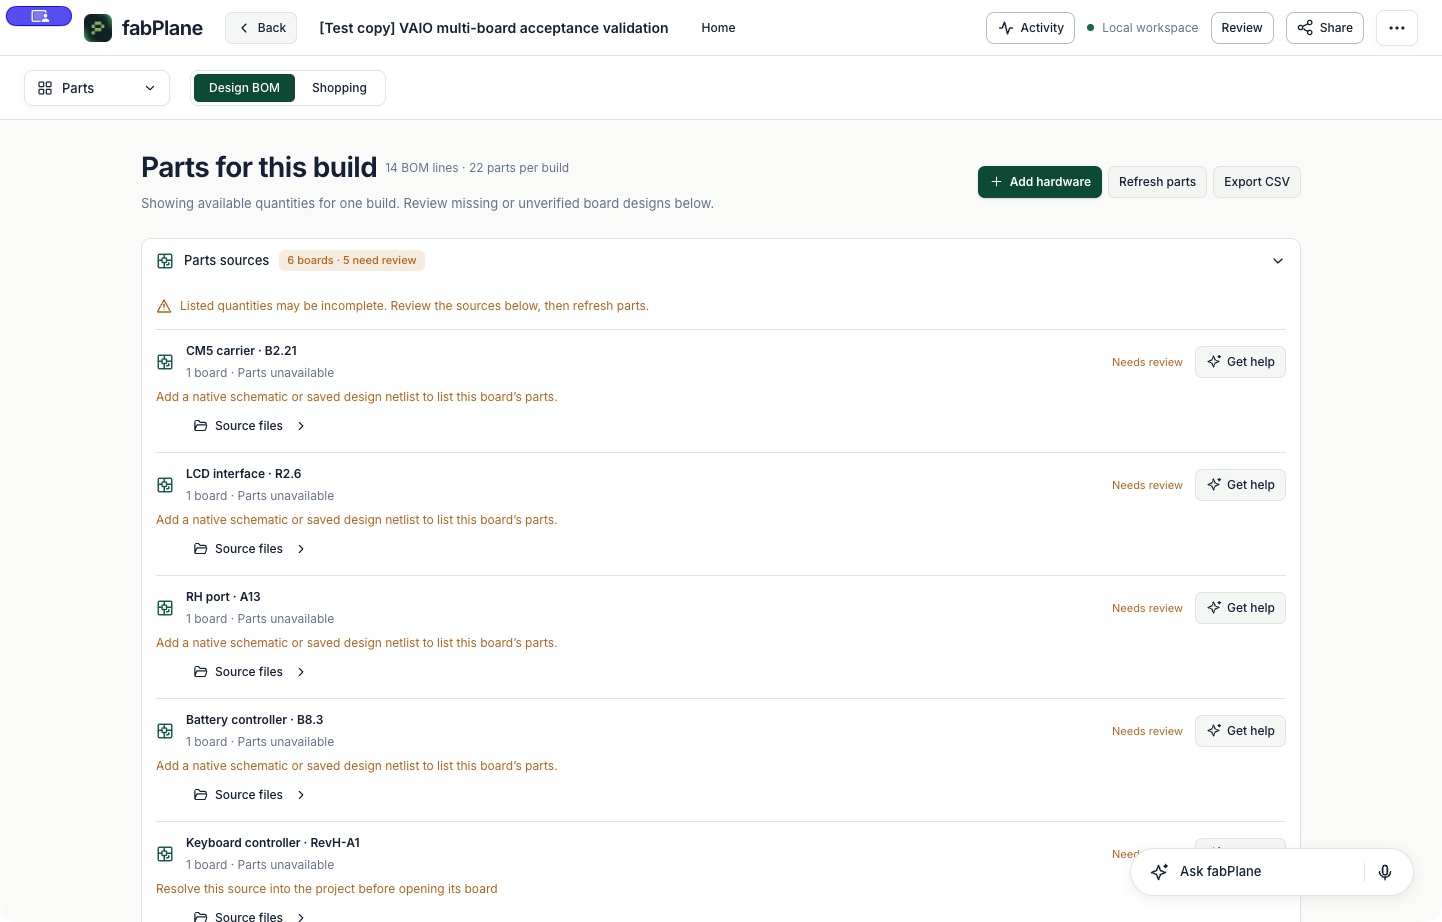 fabPlane
Back
[Test copy] VAIO multi-board acceptance validation
Home
Activity
Local workspace
Review
Share
Parts
Design BOM
Shopping
Parts for this build
14 BOM lines · 22 parts per build
Showing available quantities for one build. Review missing or unverified board designs below.
Add hardware
Refresh parts
Export CSV
Parts sources
6 boards · 5 need review
Listed quantities may be incomplete. Review the sources below, then refresh parts.
CM5 carrier · B2.21
1 board · Parts unavailable
Needs review
Get help
Add a native schematic or saved design netlist to list this board’s parts.
Source files
LCD interface · R2.6
1 board · Parts unavailable
Needs review
Get help
Add a native schematic or saved design netlist to list this board’s parts.
Source files
RH port · A13
1 board · Parts unavailable
Needs review
Get help
Add a native schematic or saved design netlist to list this board’s parts.
Source files
Battery controller · B8.3
1 board · Parts unavailable
Needs review
Get help
Add a native schematic or saved design netlist to list this board’s parts.
Source files
Keyboard controller · RevH-A1
1 board · Parts unavailable
Resolve this source into the project before opening its board
Source files
Ask fabPlane